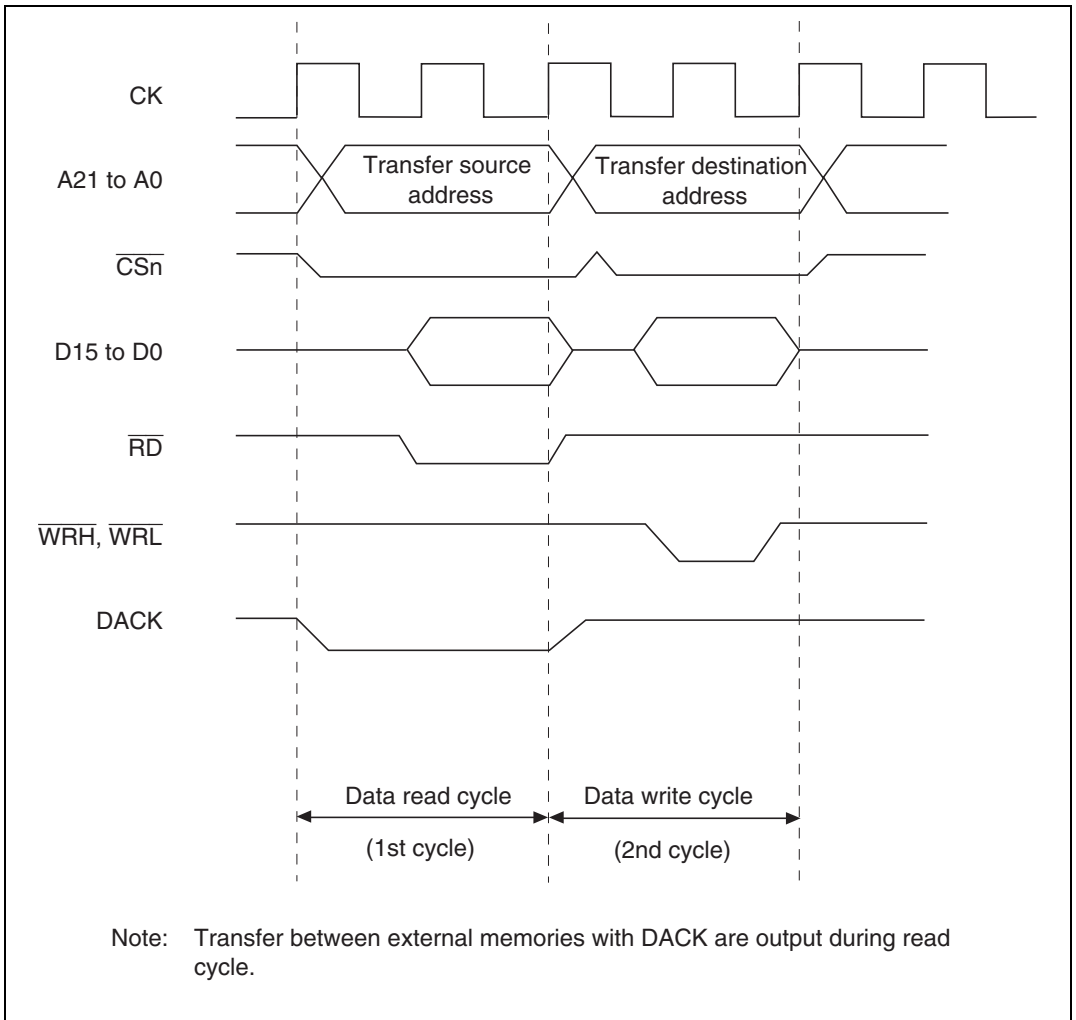 CK
A21 to A0
Transfer source
address
Transfer destination
address
CSn
D15 to D0
RD
WRH, WRL
DACK
Data read cycle
(1st cycle)
Data write cycle
(2nd cycle)
Note: Transfer between external memories with DACK are output during read
cycle.